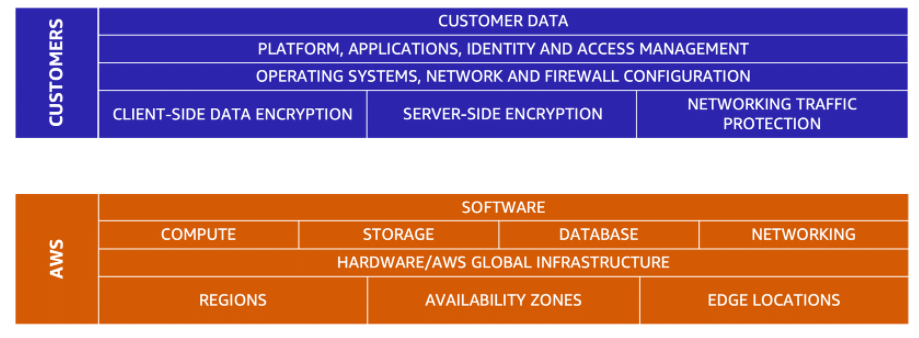 CUSTOMERS
CUSTOMER DATA
PLATFORM, APPLICATIONS, IDENTITY AND ACCESS MANAGEMENT
OPERATING SYSTEMS, NETWORK AND FIREWALL CONFIGURATION
CLIENT-SIDE DATA ENCRYPTION
SERVER-SIDE ENCRYPTION
NETWORKING TRAFFIC
PROTECTION
AWS
SOFTWARE
COMPUTE
STORAGE
DATABASE
NETWORKING
HARDWARE/AWS GLOBAL INFRASTRUCTURE
REGIONS
AVAILABILITY ZONES
EDGE LOCATIONS